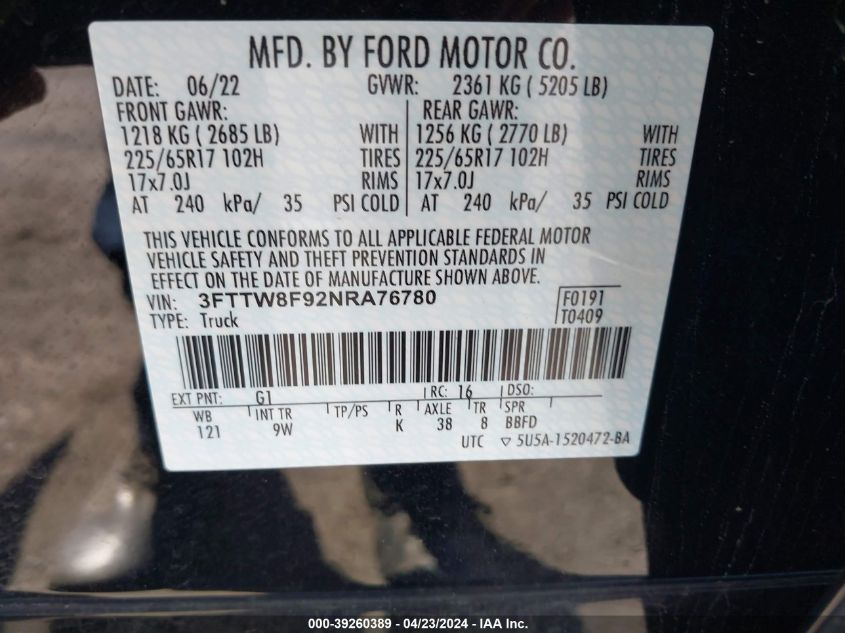 MFD. BY FORD MOTOR CO.
DATE: 06/22 GVWR: 2361 KG ( 5205 LB)
FRONT GAWR: REAR GAWR:
1218 KG ( 2685 LB) WITH 1256 KG ( 2770 LB) WITH
225/65R17 102H TIRES 225/65R17 102H TIRES
17x7.0J RIMS 17x7.0J RIMS
AT 240 kPa/ 35 PSI COLD AT 240 kPa/ 35 PSI COLD
THIS VEHICLE CONFORMS TO ALL APPLICABLE FEDERAL MOTOR
VEHICLE SAFETY AND THEFT PREVENTION STANDARDS IN
EFFECT ON THE DATE OF MANUFACTURE SHOWN ABOVE.
VIN: 3FTTW8F92NRA76780 F0191
TYPE: Truck T0409
EXT PNT: G1 RC: 16 DSO:
WB INT TR TP/PS R AXLE TR SPR
121 9W K 38 8 BBFD
UTC ▽ 5U5A-1520472-BA
000-39260389 - 04/23/2024 - IAA Inc.